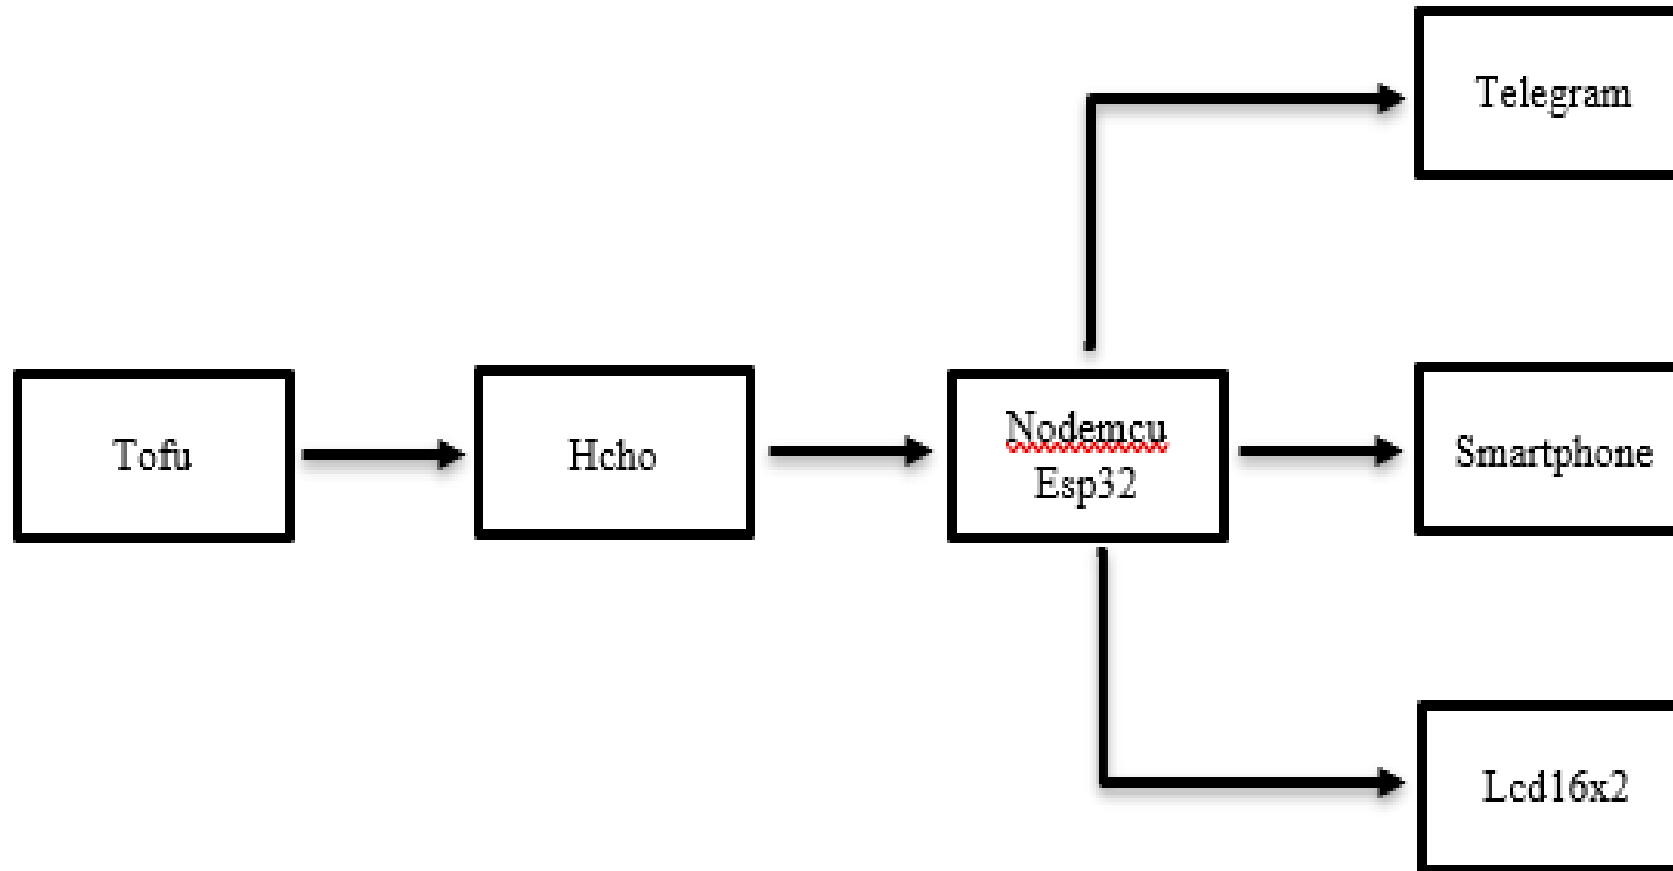 Telegram
Tofu
Hcho
Nodemcu
Esp32
Smartphone
Lcd16x2